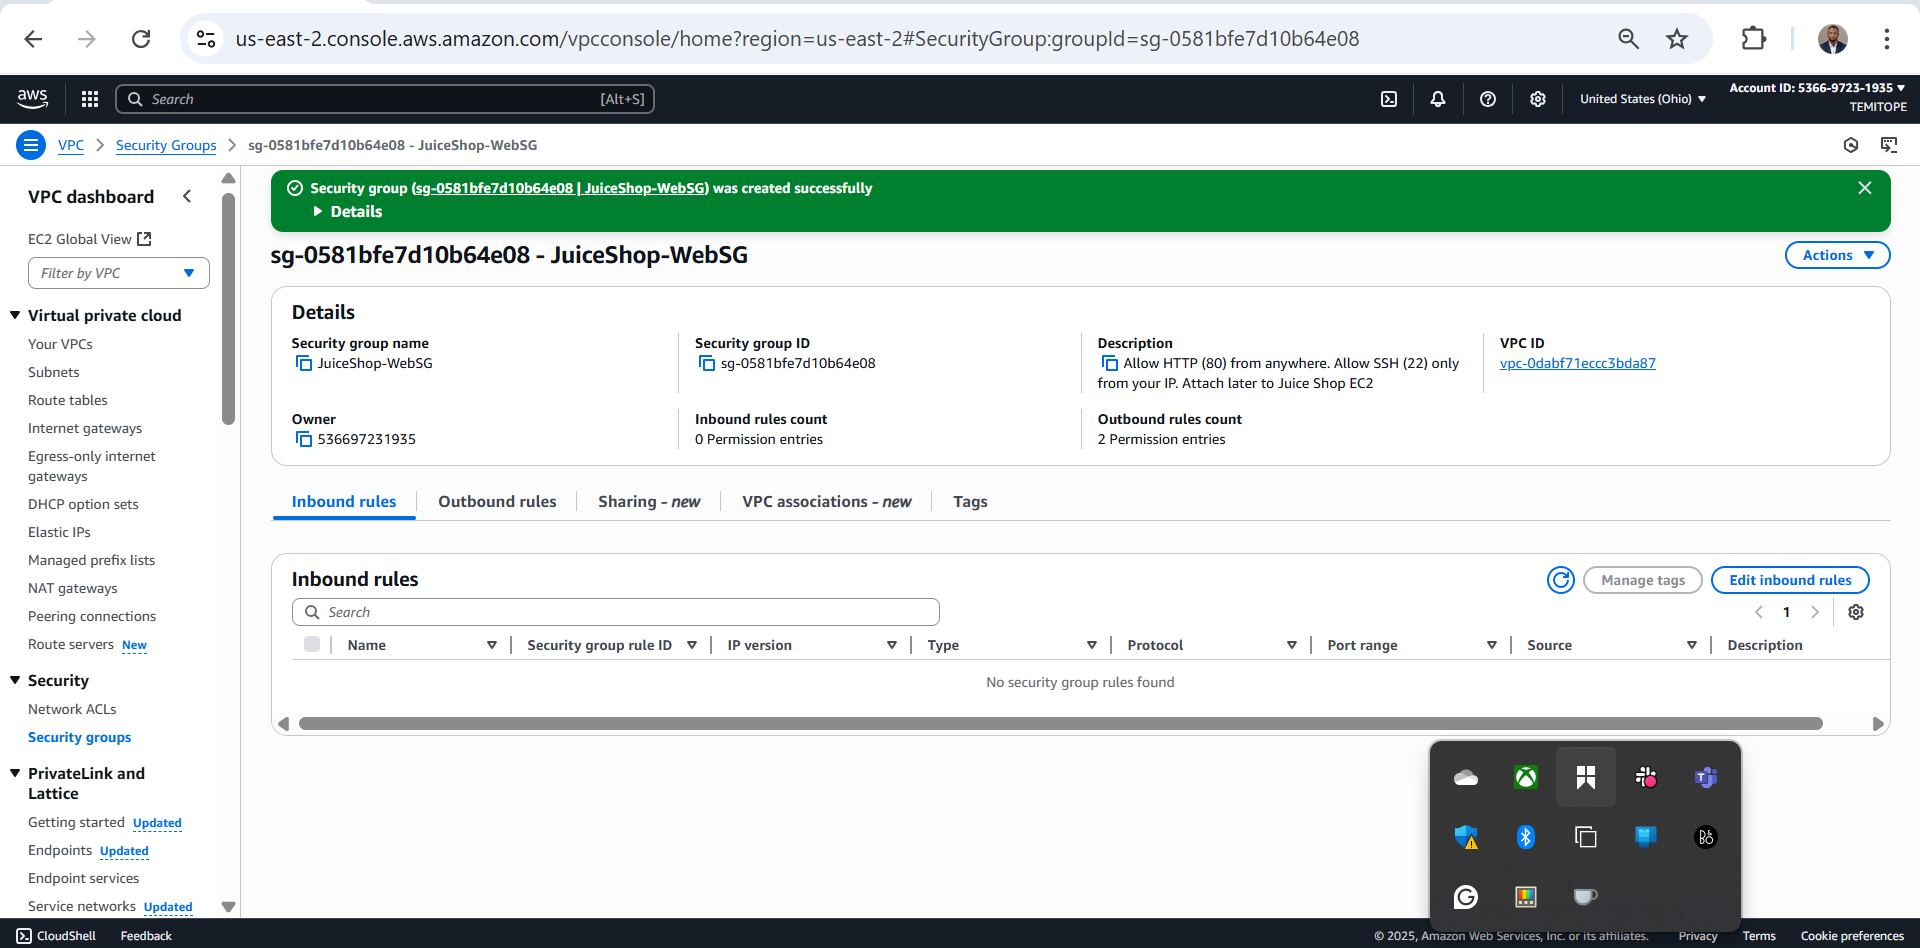 us-east-2.console.aws.amazon.com/vpcconsole/home?region=us-east-2#SecurityGroup:groupId=sg-0581bfe7d10b64e08
aws
Search
[Alt+S]
United States (Ohio)
Account ID: 5366-9723-1935
TEMITOPE
VPC
Security Groups
sg-0581bfe7d10b64e08 - JuiceShop-WebSG
VPC dashboard
EC2 Global View
Filter by VPC
Virtual private cloud
Your VPCs
Subnets
Route tables
Internet gateways
Egress-only internet
gateways
DHCP option sets
Elastic IPs
Managed prefix lists
NAT gateways
Peering connections
Route servers New
Security
Network ACLs
Security groups
PrivateLink and
Lattice
Getting started Updated
Endpoints Updated
Endpoint services
Service networks Updated
Security group (sg-0581bfe7d10b64e08 | JuiceShop-WebSG) was created successfully
Details
sg-0581bfe7d10b64e08 - JuiceShop-WebSG
Actions
Details
Security group name
JuiceShop-WebSG
Security group ID
sg-0581bfe7d10b64e08
Description
Allow HTTP (80) from anywhere. Allow SSH (22) only
from your IP. Attach later to Juice Shop EC2
VPC ID
vpc-0dabf71eccc3bda87
Owner
536697231935
Inbound rules count
0 Permission entries
Outbound rules count
2 Permission entries
Inbound rules
Outbound rules
Sharing - new
VPC associations - new
Tags
Inbound rules
Manage tags
Edit inbound rules
Search
1
Name
Security group rule ID
IP version
Type
Protocol
Port range
Source
Description
No security group rules found
CloudShell
Feedback
© 2025, Amazon Web Services, Inc. or its affiliates.
Privacy
Terms
Cookie preferences